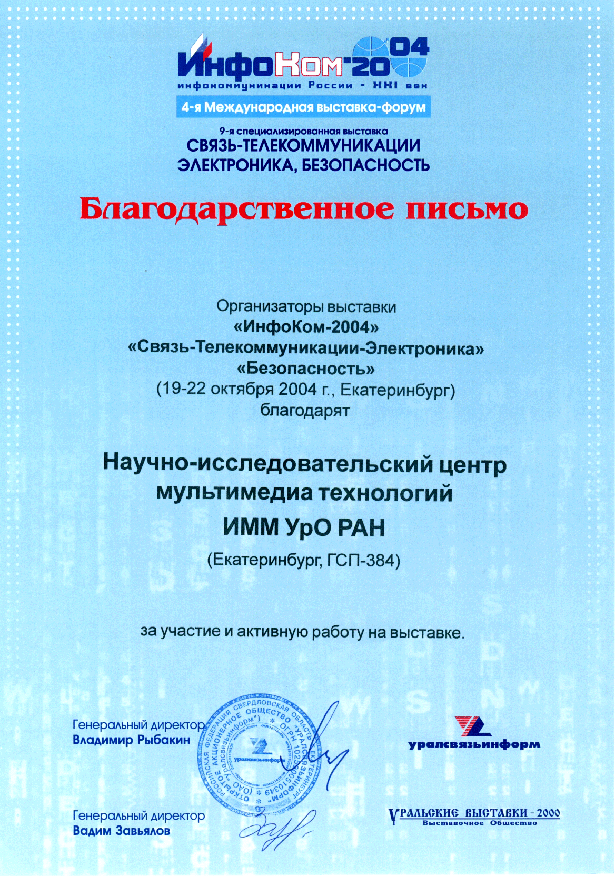 ИнфоКом-2004
инфокоммуникации России - XXI век
4-я Международная выставка-форум
9-я специализированная выставка
СВЯЗЬ-ТЕЛЕКОММУНИКАЦИИ
ЭЛЕКТРОНИКА, БЕЗОПАСНОСТЬ
Благодарственное письмо
Организаторы выставки
«ИнфоКом-2004»
«Связь-Телекоммуникации-Электроника»
«Безопасность»
(19-22 октября 2004 г., Екатеринбург)
благодарят
Научно-исследовательский центр
мультимедиа технологий
ИММ УрО РАН
(Екатеринбург, ГСП-384)
за участие и активную работу на выставке.
Генеральный директор
Владимир Рыбакин
уралсвязьинформ
Генеральный директор
Вадим Завьялов
Уральские выставки - 2000
Выставочное Общество